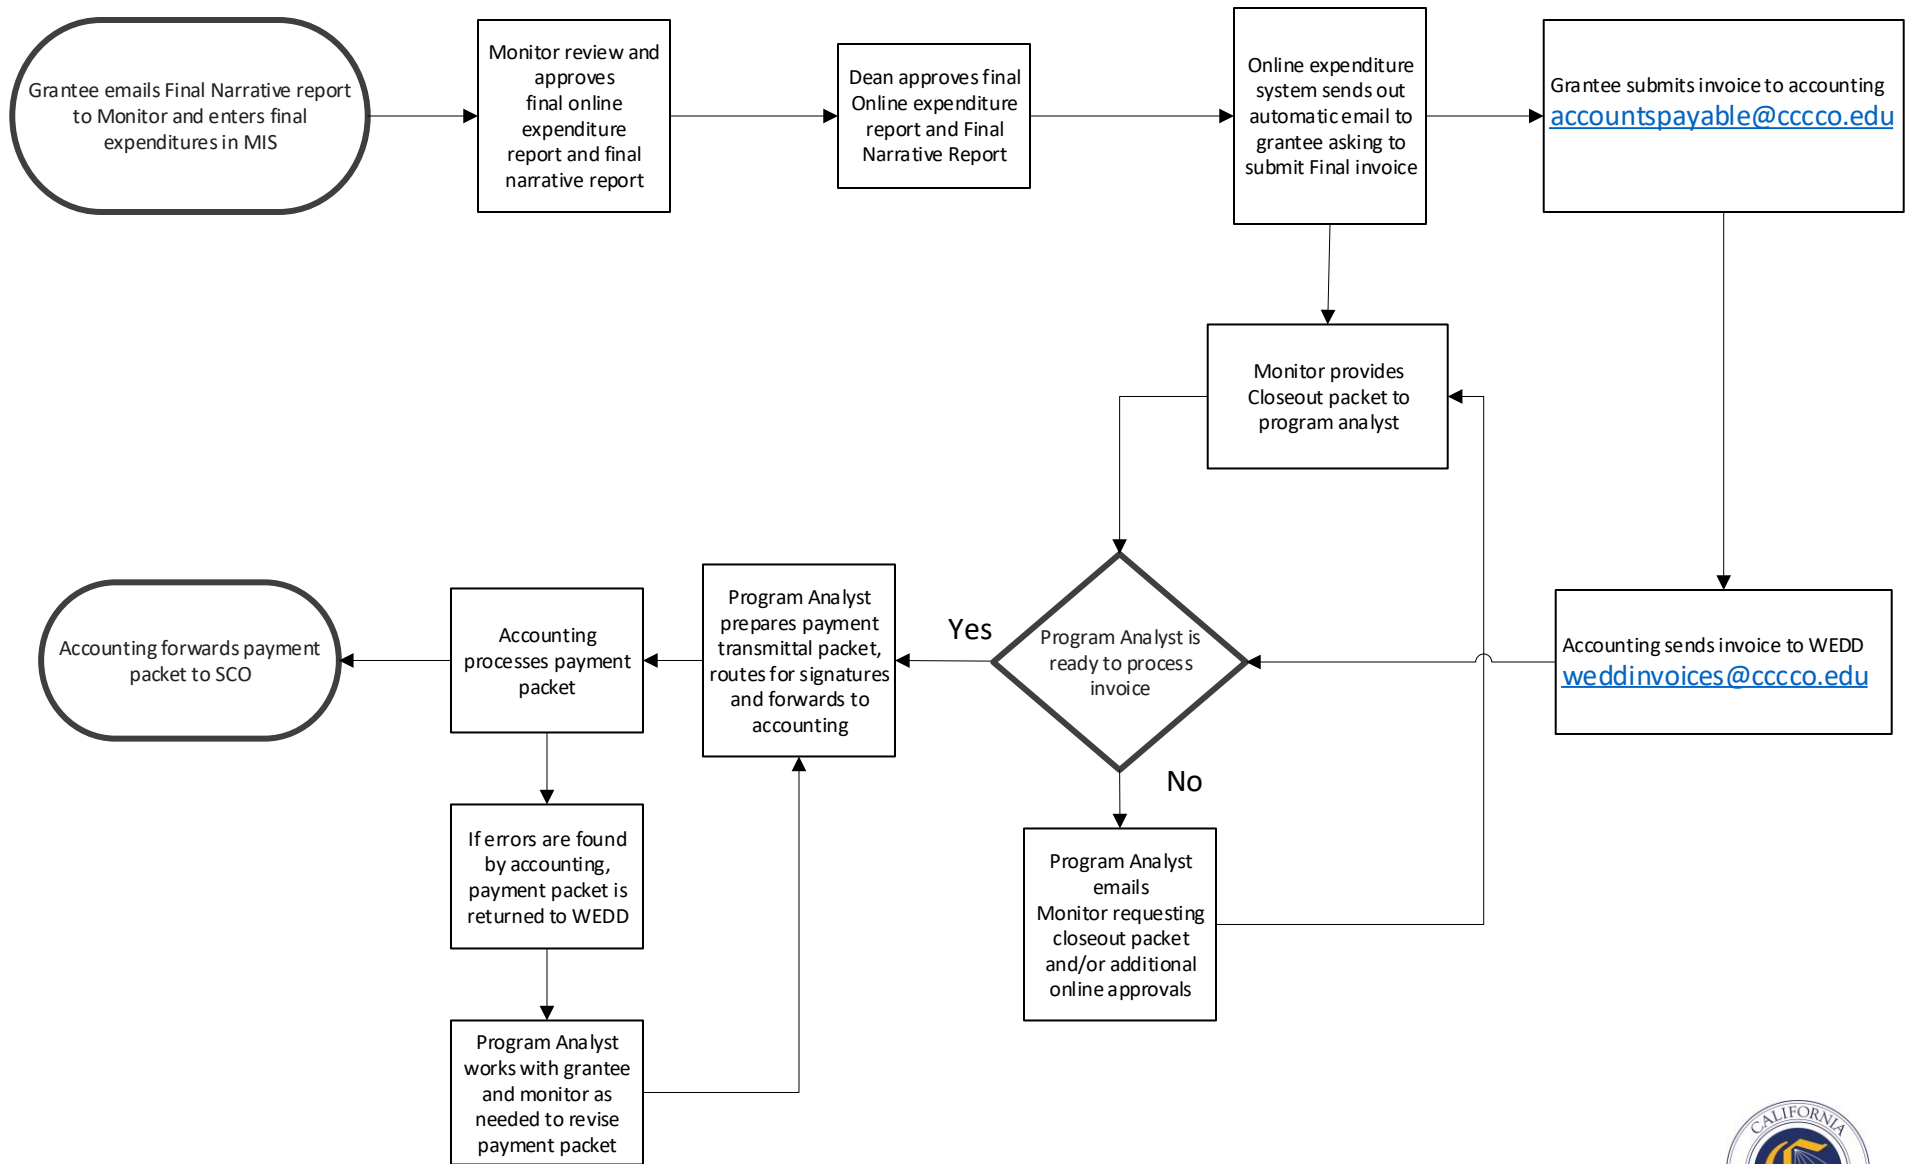 Grantee emails Final Narrative report
to Monitor and enters final
expenditures in MIS
Monitor review and
approves
final online
expenditure
report and final
narrative report
Dean approves final
Online expenditure
report and Final
Narrative Report
Online expenditure
system sends out
automatic email to
grantee asking to
submit Final invoice
Grantee submits invoice to accounting
accountspayable@cccco.edu
Monitor provides
Closeout packet to
program analyst
Accounting forwards payment
packet to SCO
Accounting
processes payment
packet
Program Analyst
prepares payment
transmittal packet,
routes for signatures
and forwards to
accounting
Yes
Program Analyst is
ready to process
invoice
Accounting sends invoice to WEDD
weddinvoices@cccco.edu
No
If errors are found
by accounting,
payment packet is
returned to WEDD
Program Analyst
emails
Monitor requesting
closeout packet
and/or additional
online approvals
Program Analyst
works with grantee
and monitor as
needed to revise
payment packet
CALIFORNIA